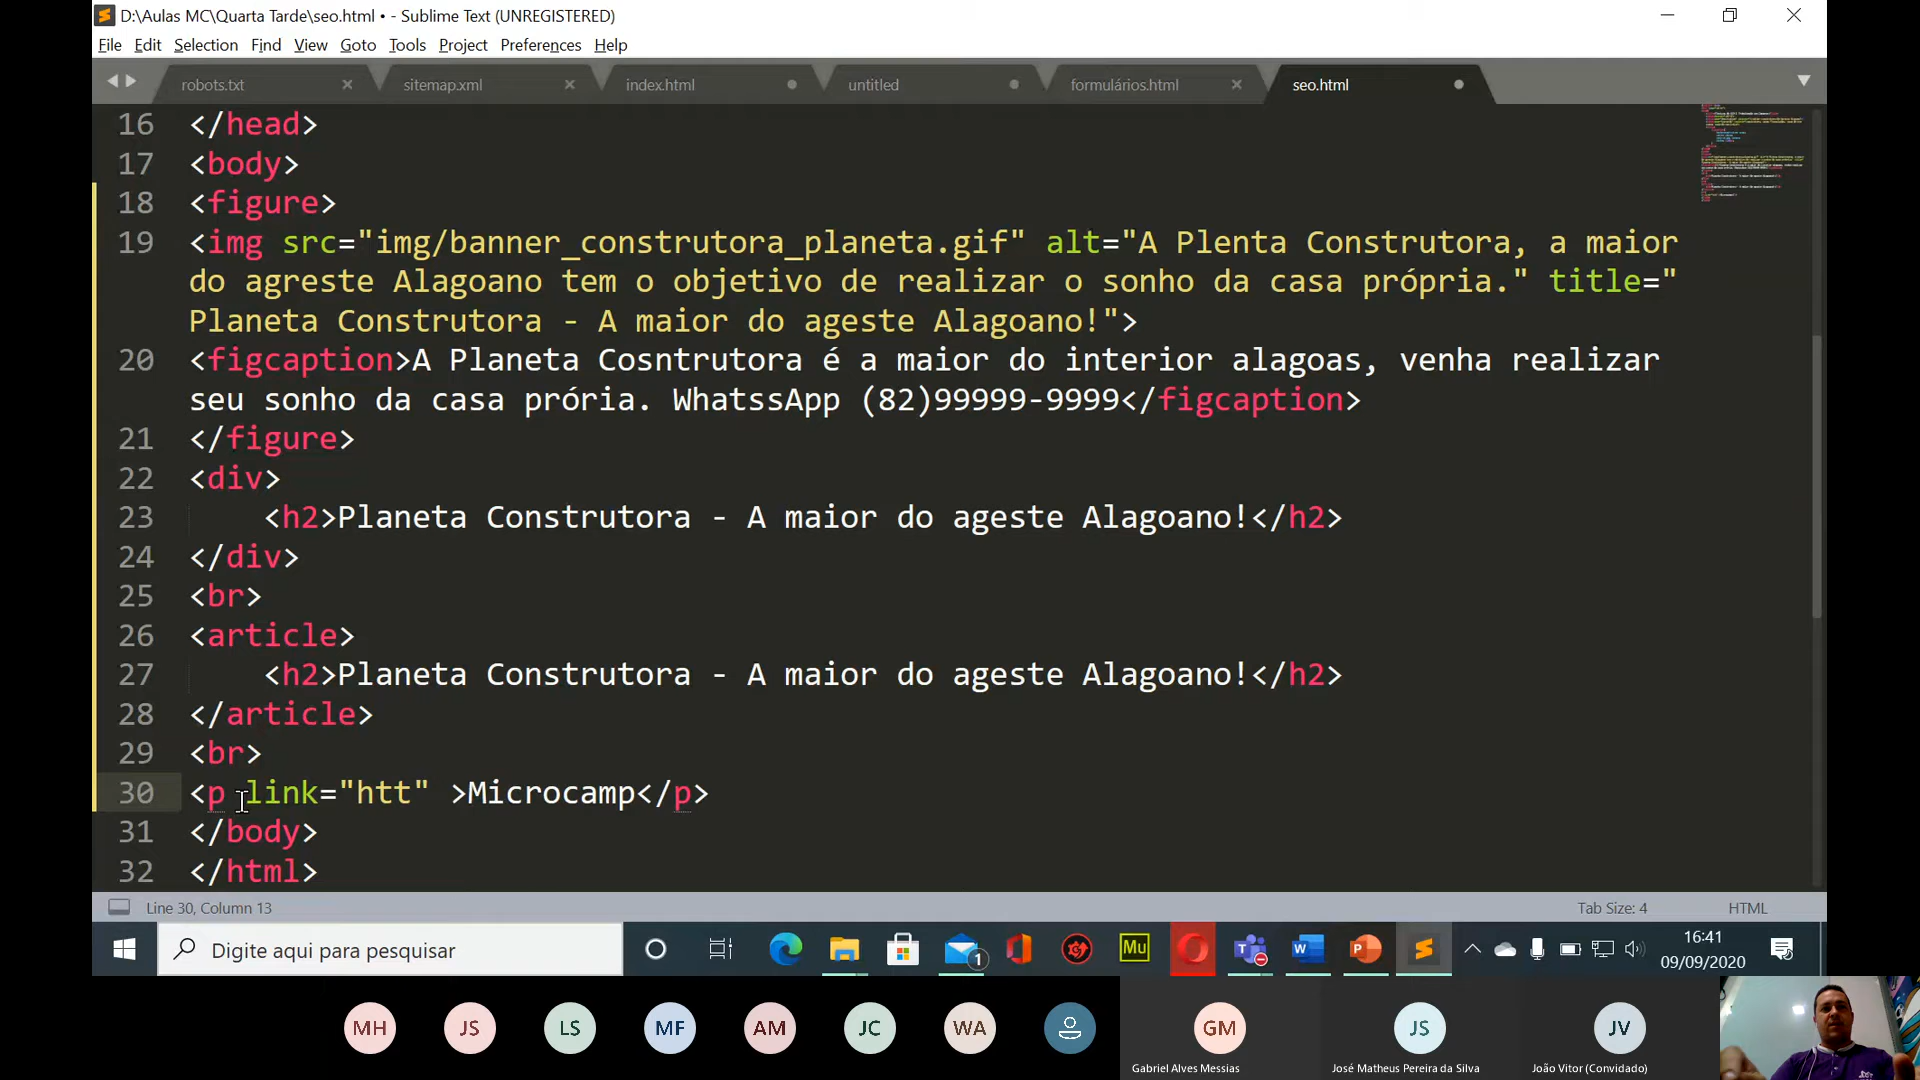 D:\Aulas MC\Quarta Tarde\seo.html • - Sublime Text (UNREGISTERED)
File Edit Selection Find View Goto Tools Project Preferences Help
robots.txt sitemap.xml index.html untitled formulários.html seo.html
16 </head>
17 <body>
18 <figure>
19 <img src="img/banner_construtora_planeta.gif" alt="A Plenta Construtora, a maior
do agreste Alagoano tem o objetivo de realizar o sonho da casa própria." title="
Planeta Construtora - A maior do ageste Alagoano!">
20 <figcaption>A Planeta Cosntrutora é a maior do interior alagoas, venha realizar
seu sonho da casa prória. WhatssApp (82)99999-9999</figcaption>
21 </figure>
22 <div>
23 <h2>Planeta Construtora - A maior do ageste Alagoano!</h2>
24 </div>
25 <br>
26 <article>
27 <h2>Planeta Construtora - A maior do ageste Alagoano!</h2>
28 </article>
29 <br>
30 <p link="htt" >Microcamp</p>
31 </body>
32 </html>
Line 30, Column 13 Tab Size: 4 HTML
Digite aqui para pesquisar Mu 1 16:41
09/09/2020
MH JS LS MF AM JC WA GM JS JV
Gabriel Alves Messias José Matheus Pereira da Silva João Vitor (Convidado)